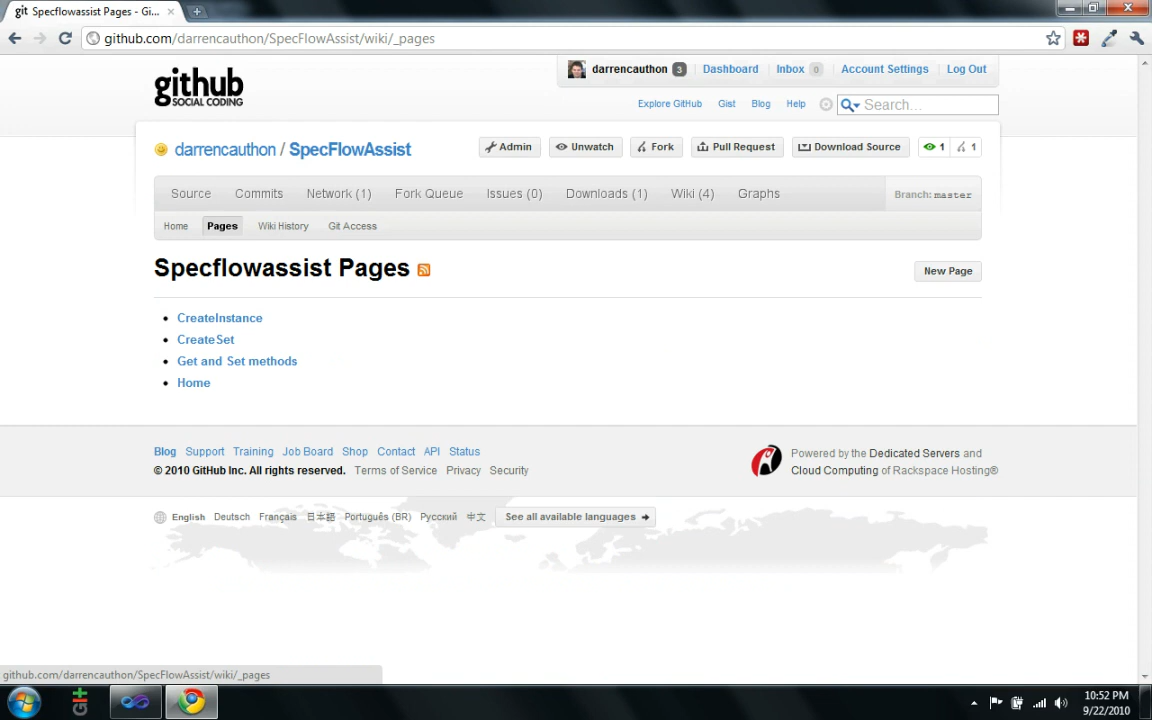 git Specflowassist Pages - Gi...
github.com/darrencauthon/SpecFlowAssist/wiki/_pages
github
SOCIAL CODING
darrencauthon 3 Dashboard Inbox 0 Account Settings Log Out
Explore GitHub Gist Blog Help Search...
darrencauthon / SpecFlowAssist Admin Unwatch Fork Pull Request Download Source 1 1
Source Commits Network (1) Fork Queue Issues (0) Downloads (1) Wiki (4) Graphs Branch: master
Home Pages Wiki History Git Access
Specflowassist Pages New Page
CreateInstance
CreateSet
Get and Set methods
Home
Blog Support Training Job Board Shop Contact API Status
© 2010 GitHub Inc. All rights reserved. Terms of Service Privacy Security
Powered by the Dedicated Servers and
Cloud Computing of Rackspace Hosting®
English Deutsch Français 日本語 Português (BR) Русский 中文 See all available languages
github.com/darrencauthon/SpecFlowAssist/wiki/_pages
git
10:52 PM
9/22/2010